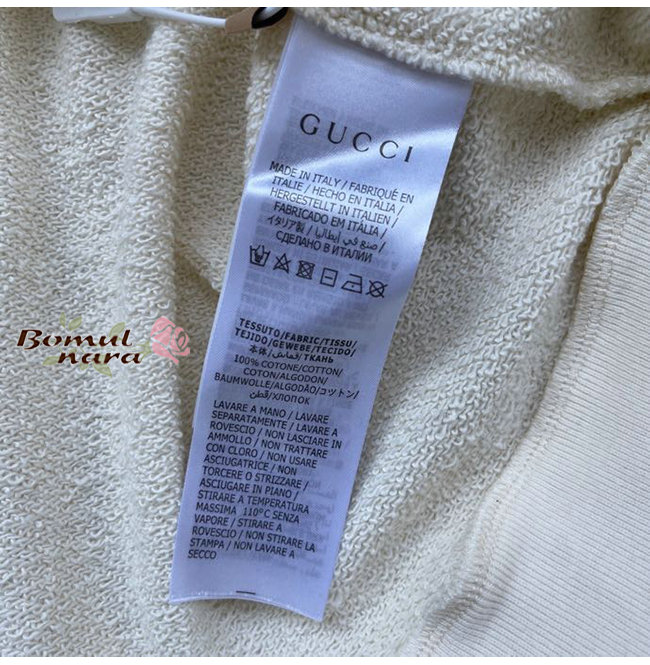 GUCCI
MADE IN ITALY / FABRIQUÉ EN
ITALIE / HECHO EN ITALIA /
HERGESTELLT IN ITALIEN /
FABRICADO EM ITÁLIA /
イタリア製 / صنع في إيطاليا /
СДЕЛАНО В ИТАЛИИ
TESSUTO/FABRIC/TISSU/
TEJIDO/GEWEBE/TECIDO/
本体/قماش/ТКАНЬ
100% COTONE/COTTON/
COTON/ALGODON/
BAUMWOLLE/ALGODÃO/コットン/
قطن/ХЛОПОК
LAVARE A MANO / LAVARE
SEPARATAMENTE / LAVARE A
ROVESCIO / NON LASCIARE IN
AMMOLLO / NON TRATTARE
CON CLORO / NON USARE
ASCIUGATRICE / NON
TORCERE O STRIZZARE /
ASCIUGARE IN PIANO /
STIRARE A TEMPERATURA
MASSIMA 110°C SENZA
VAPORE / STIRARE A
ROVESCIO / NON STIRARE LA
STAMPA / NON LAVARE A
SECCO
Bomul
nara